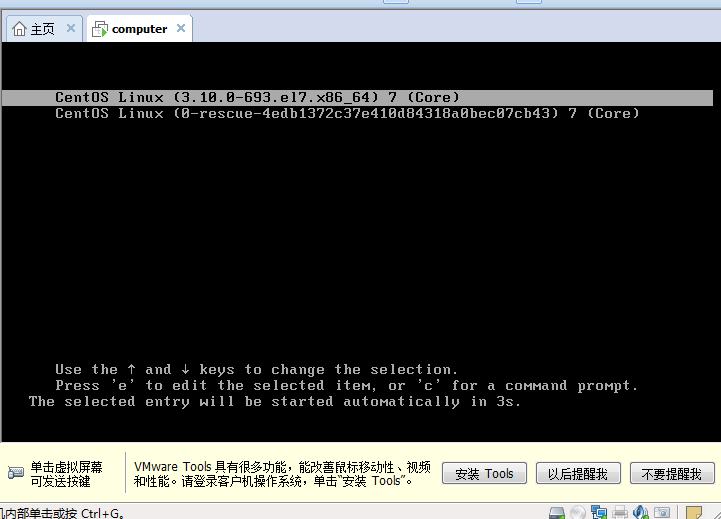 主页
computer
CentOS Linux (3.10.0-693.el7.x86_64) 7 (Core)
CentOS Linux (0-rescue-4edb1372c37e410d84318a0bec07cb43) 7 (Core)
Use the ↑ and ↓ keys to change the selection.
Press 'e' to edit the selected item, or 'c' for a command prompt.
The selected entry will be started automatically in 3s.
单击虚拟屏幕
可发送按键
VMware Tools 具有很多功能，能改善鼠标移动性、视频
和性能。请登录客户机操作系统，单击“安装 Tools”。
安装 Tools
以后提醒我
不要提醒我
内部单击或按 Ctrl+G。